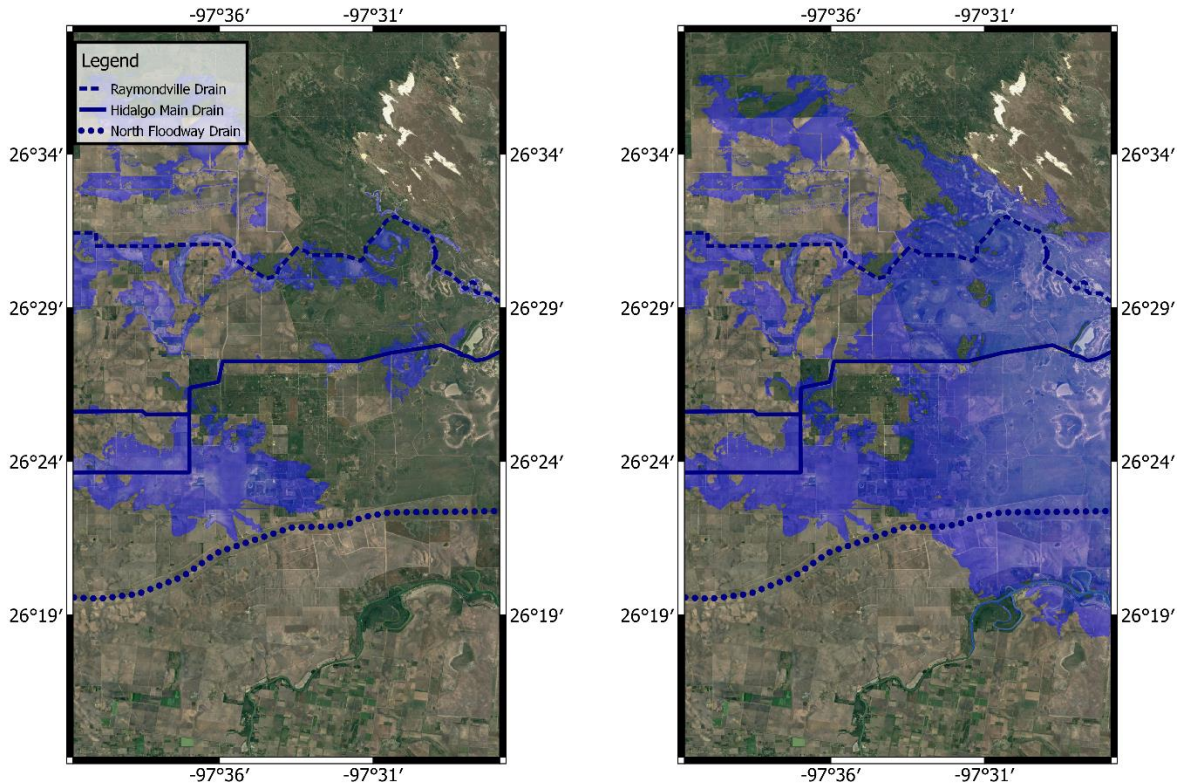 -97°36′ -97°31′ -97°36′ -97°31′
Legend
Raymondville Drain
Hidalgo Main Drain
North Floodway Drain
26°34′ 26°34′ 26°34′ 26°34′
26°29′ 26°29′ 26°29′ 26°29′
26°24′ 26°24′ 26°24′ 26°24′
26°19′ 26°19′ 26°19′ 26°19′
-97°36′ -97°31′ -97°36′ -97°31′